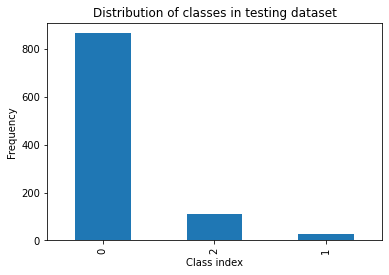 Distribution of classes in testing dataset
Frequency
800
600
400
200
0
0
2
1
Class index